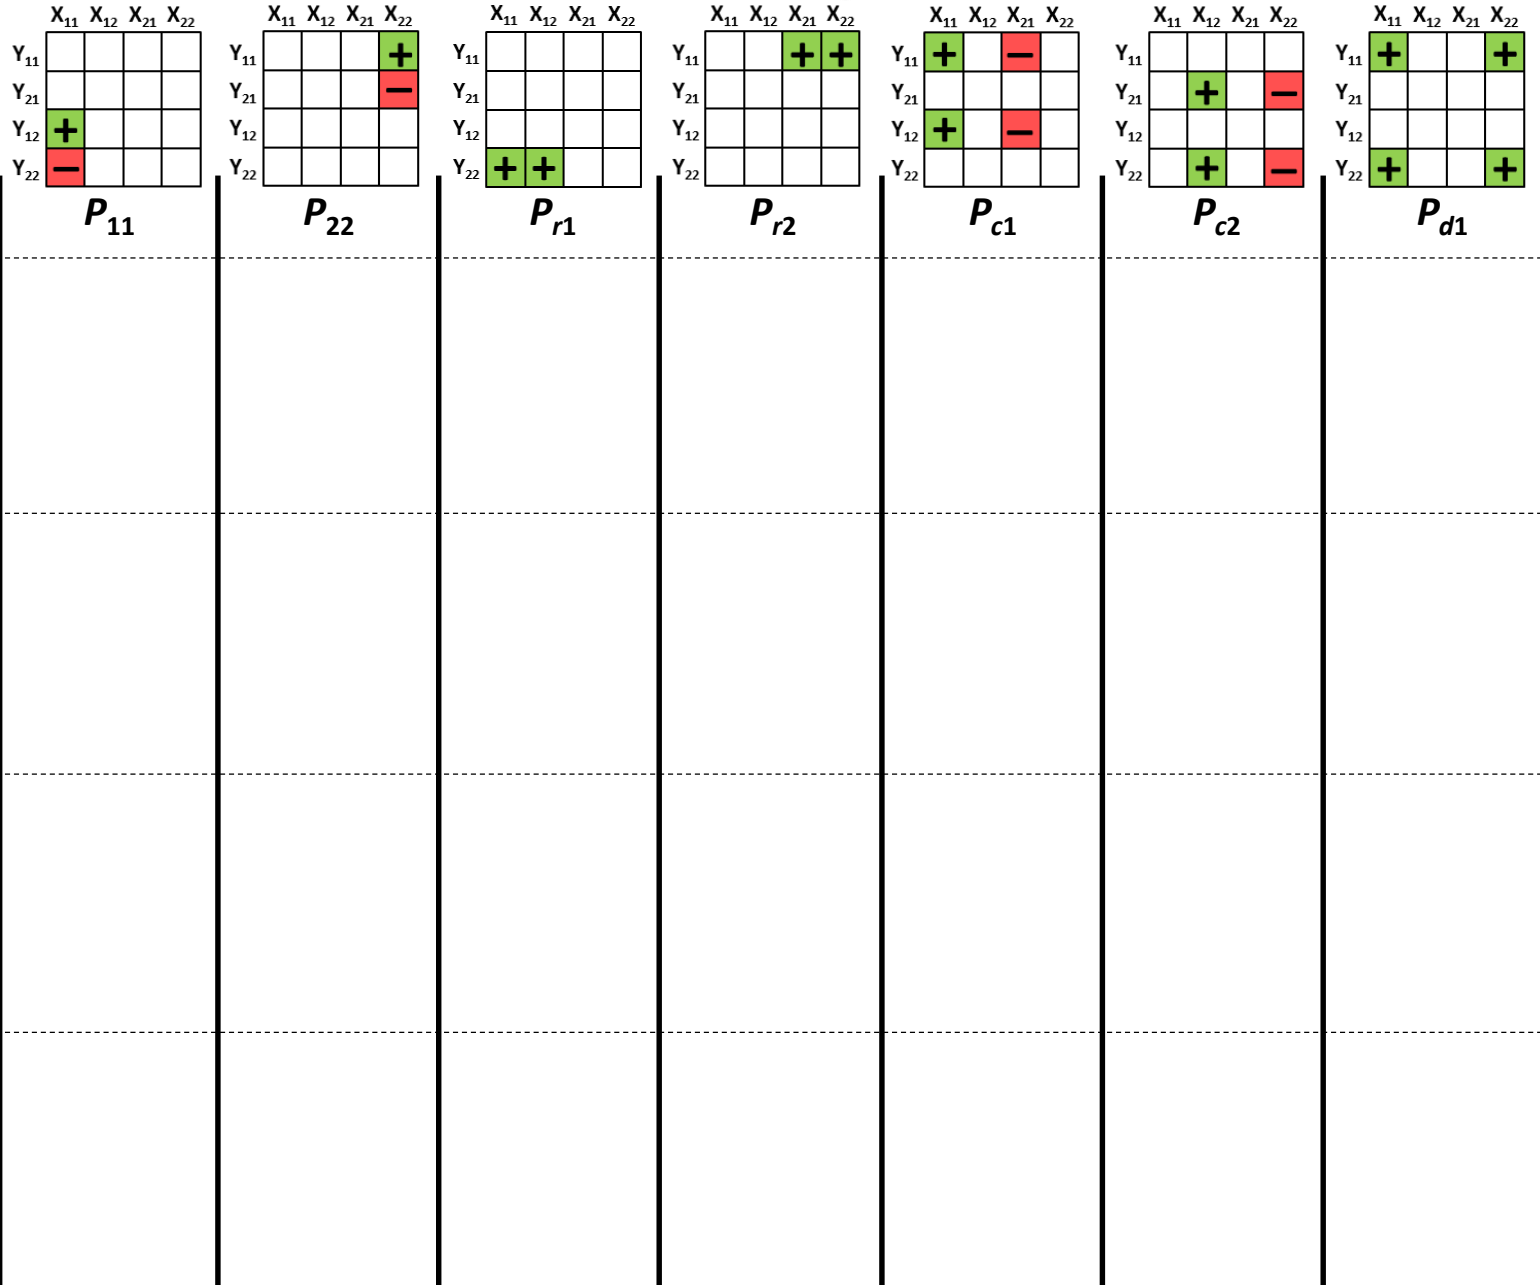 X₁₁ X₁₂ X₂₁ X₂₂
Y₁₁
Y₂₁
Y₁₂ +
Y₂₂ −
P₁₁
X₁₁ X₁₂ X₂₁ X₂₂
Y₁₁ +
Y₂₁ −
Y₁₂
Y₂₂
P₂₂
X₁₁ X₁₂ X₂₁ X₂₂
Y₁₁
Y₂₁
Y₁₂
Y₂₂ + +
Pr1
X₁₁ X₁₂ X₂₁ X₂₂
Y₁₁ + +
Y₂₁
Y₁₂
Y₂₂
Pr2
X₁₁ X₁₂ X₂₁ X₂₂
Y₁₁ + −
Y₂₁
Y₁₂ + −
Y₂₂
Pc1
X₁₁ X₁₂ X₂₁ X₂₂
Y₁₁
Y₂₁ + −
Y₁₂
Y₂₂ + −
Pc2
X₁₁ X₁₂ X₂₁ X₂₂
Y₁₁ + +
Y₂₁
Y₁₂
Y₂₂ + +
Pd1